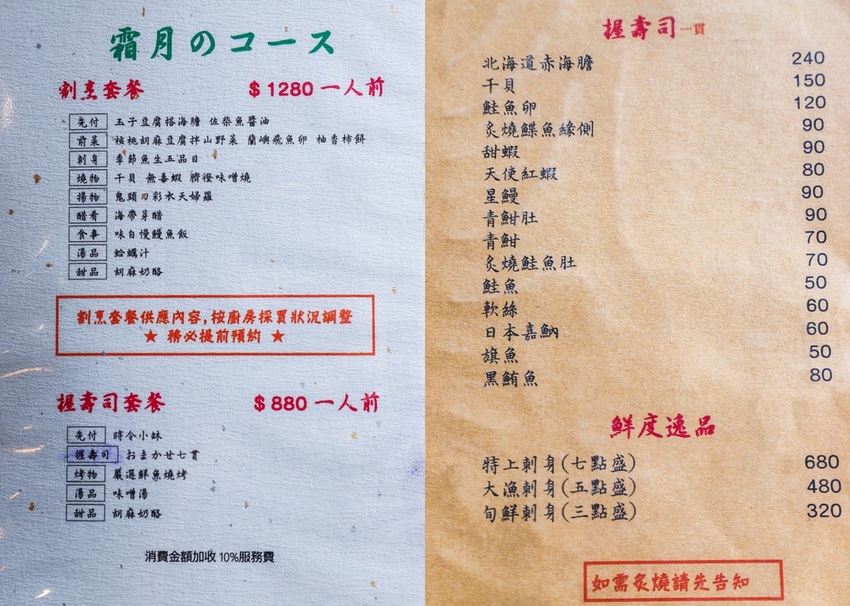 霜月のコース
割烹套餐 $1280一人前
先付 玉子豆腐搭海膽 佐柴魚醬油
前菜 核桃胡麻豆腐拌山野菜 蘭嶼飛魚卵 柚香柿餅
刺身 季節魚生五品目
燒物 干貝 無毒蝦 臍橙味噌燒
揚物 鬼頭刀彩衣天婦羅
醋肴 海帶芽醋
食事 味自慢鰻魚飯
湯品 蛤蠣汁
甜品 胡麻奶酪
割烹套餐供應內容,按廚房採買狀況調整
★ 務必提前預約 ★
握壽司套餐 $880一人前
先付 時令小缽
握壽司 おまかせ七貫
烤物 嚴選鮮魚燒烤
湯品 味噌湯
甜品 胡麻奶酪
消費金額加收10%服務費
握壽司一貫
北海道赤海膽 240
干貝 150
鮭魚卵 120
炙燒鰈魚緣側 90
甜蝦 90
天使紅蝦 80
星鰻 90
青魽肚 90
青魽 70
炙燒鮭魚肚 70
鮭魚 50
軟絲 60
日本嘉魶 60
旗魚 50
黑鮪魚 80
鮮度逸品
特上刺身(七點盛) 680
大漁刺身(五點盛) 480
旬鮮刺身(三點盛) 320
如需炙燒請先告知